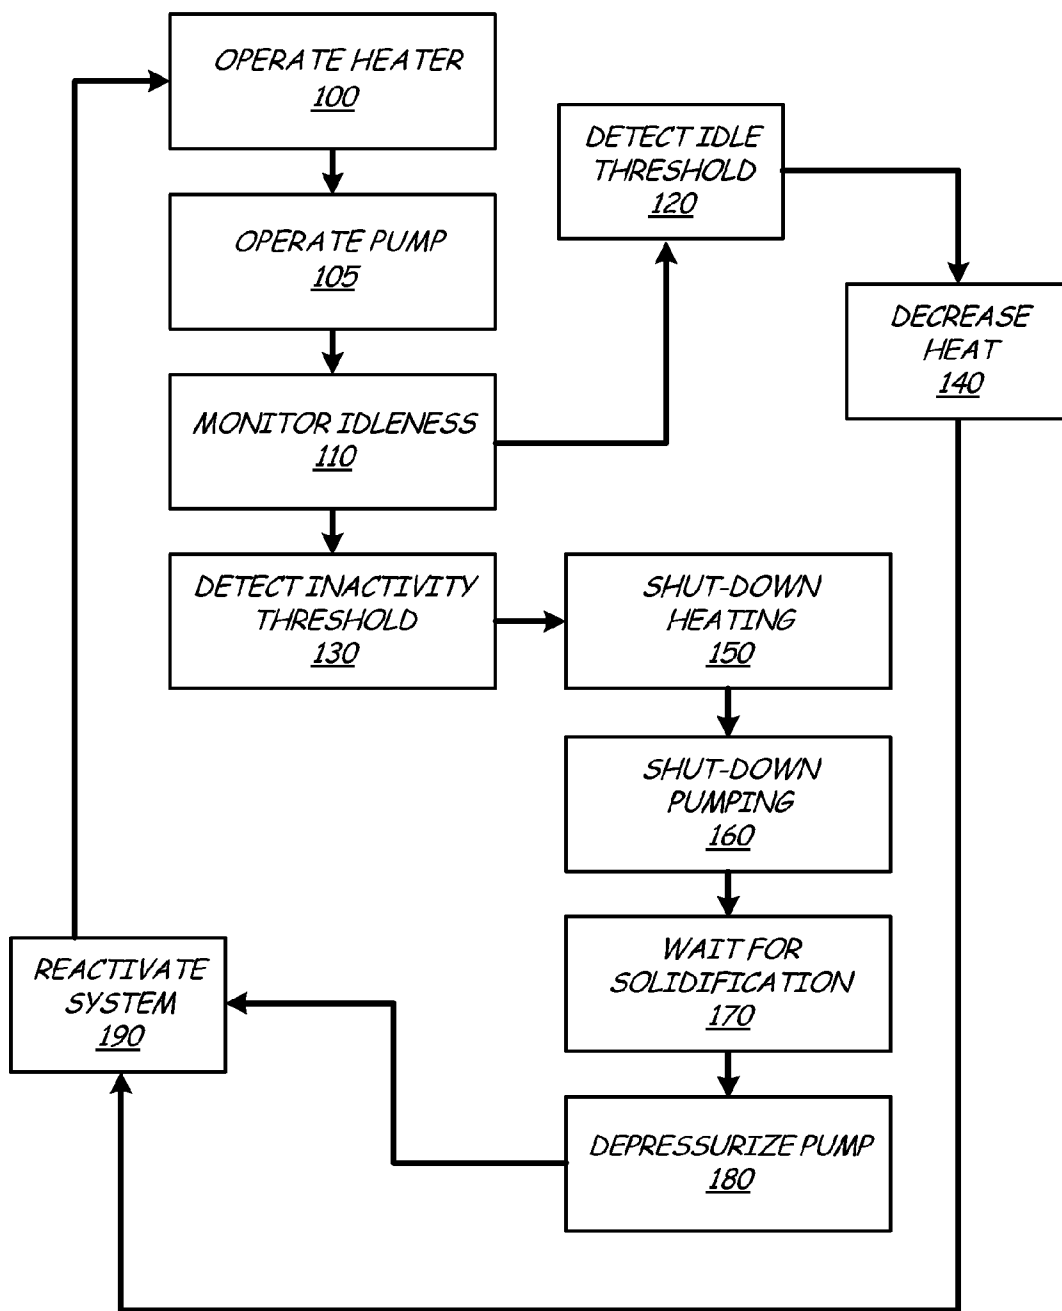 OPERATE HEATER
100
OPERATE PUMP
105
MONITOR IDLENESS
110
DETECT IDLE
THRESHOLD
120
DECREASE
HEAT
140
DETECT INACTIVITY
THRESHOLD
130
SHUT-DOWN
HEATING
150
SHUT-DOWN
PUMPING
160
WAIT FOR
SOLIDIFICATION
170
DEPRESSURIZE PUMP
180
REACTIVATE
SYSTEM
190